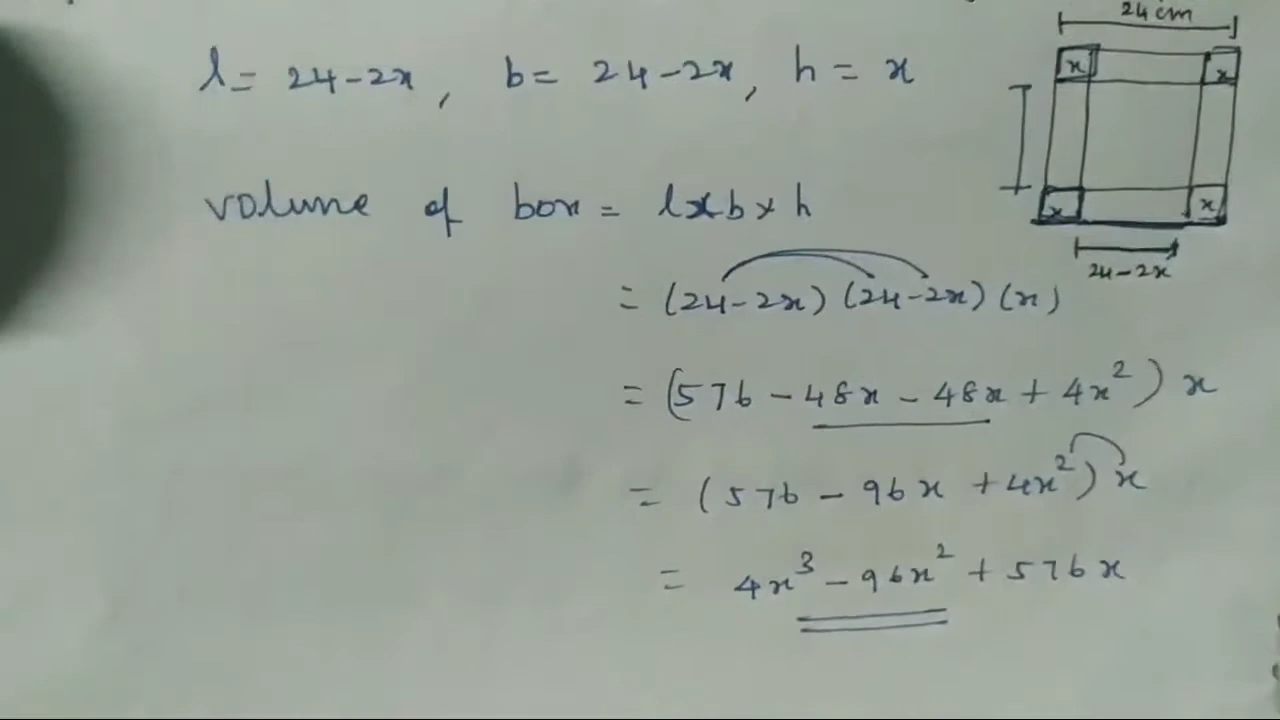 24 cm
l = 24-2x, b = 24-2x, h = x
x x
volume of box = l x b x h
x x
24-2x
= (24-2x) (24-2x) (x)
= (576 - 48x - 48x + 4x²) x
= (576 - 96x + 4x²) x
= 4x³ - 96x² + 576x